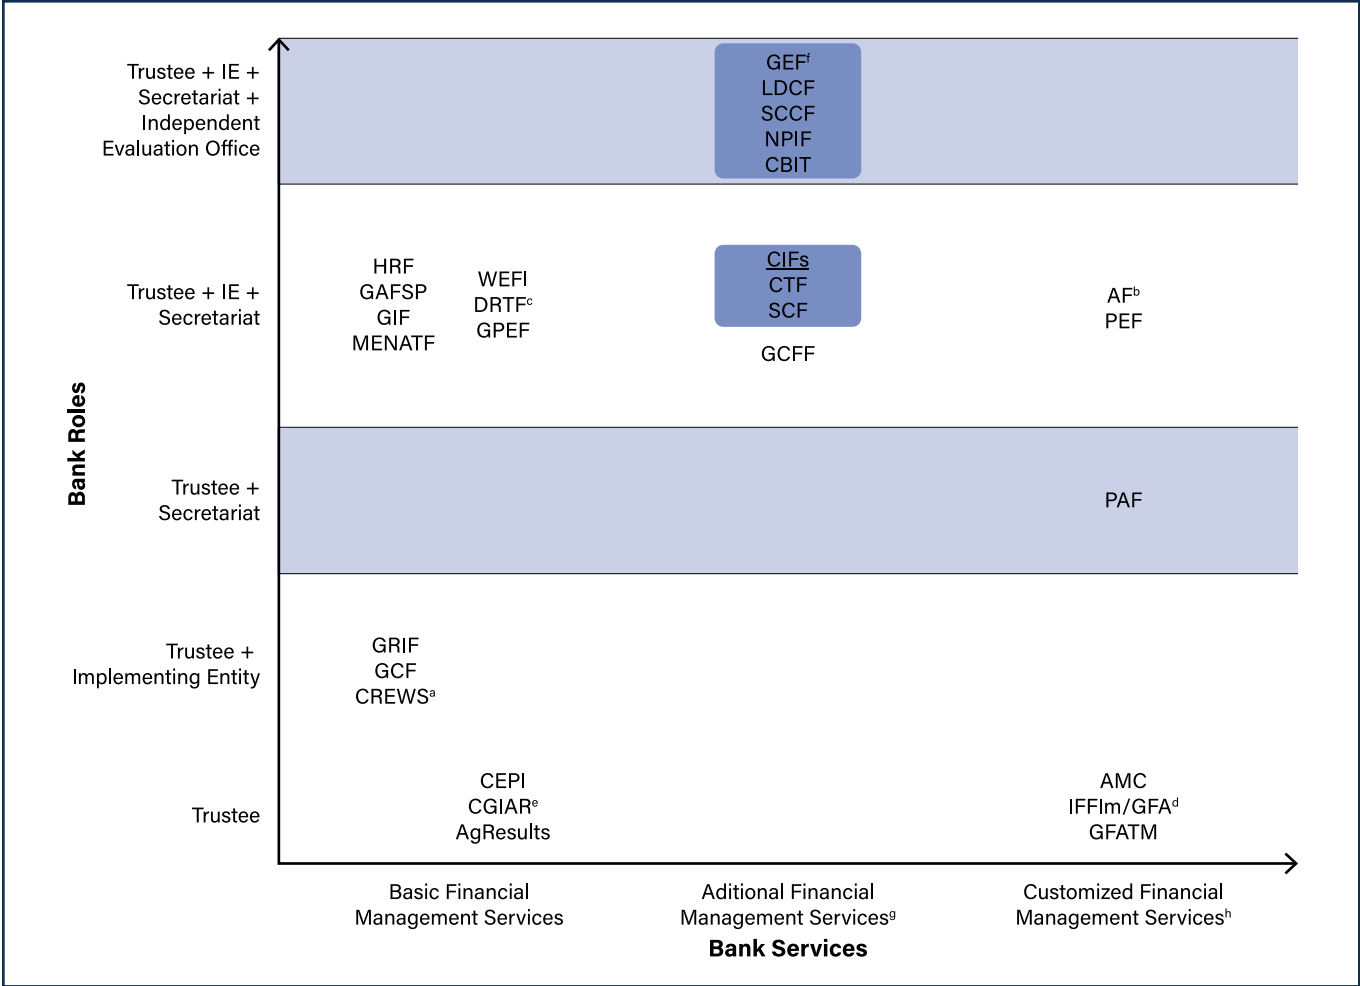 Trustee + IE +
Secretariat +
Independent
Evaluation Office
GEFᶠ
LDCF
SCCF
NPIF
CBIT
Trustee + IE +
Secretariat
HRF
GAFSP
GIF
MENATF
WEFI
DRTFᶜ
GPEF
CIFs
CTF
SCF
GCFF
AFᵇ
PEF
Bank Roles
Trustee +
Secretariat
PAF
Trustee +
Implementing Entity
GRIF
GCF
CREWSᵃ
Trustee
CEPI
CGIARᵉ
AgResults
AMC
IFFIm/GFAᵈ
GFATM
Basic Financial
Management Services
Aditional Financial
Management Servicesᵍ
Customized Financial
Management Servicesʰ
Bank Services